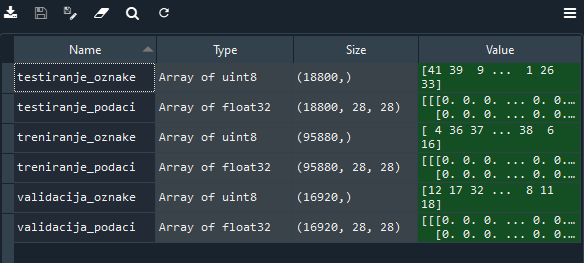 Name Type Size Value
testiranje_oznake Array of uint8 (18800,) [41 39 9 ... 1 26
33]
testiranje_podaci Array of float32 (18800, 28, 28) [[[0. 0. 0. ... 0. 0.…
[0. 0. 0. ... 0. 0.…
treniranje_oznake Array of uint8 (95880,) [ 4 36 37 ... 38 6
16]
treniranje_podaci Array of float32 (95880, 28, 28) [[[0. 0. 0. ... 0. 0.…
[0. 0. 0. ... 0. 0.…
validacija_oznake Array of uint8 (16920,) [12 17 32 ... 8 11
18]
validacija_podaci Array of float32 (16920, 28, 28) [[[0. 0. 0. ... 0. 0.…
[0. 0. 0. ... 0. 0.…